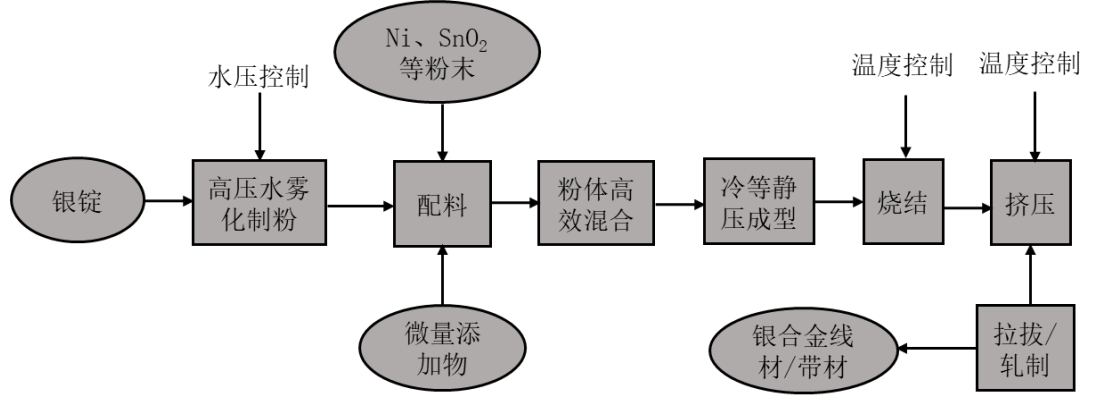 Ni、SnO₂
等粉末
水压控制
温度控制
温度控制
银锭
高压水雾
化制粉
配料
粉体高
效混合
冷等静
压成型
烧结
挤压
微量添
加物
银合金线
材/带材
拉拔/
轧制